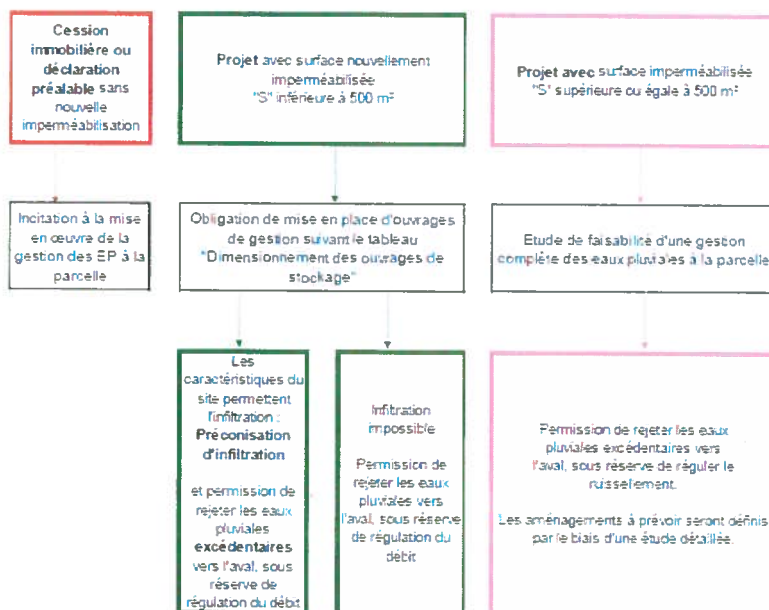 Cession
immobilière ou
déclaration
préalable sans
nouvelle
imperméabilisation
Projet avec surface nouvellement
imperméabilisée
"S" inférieure à 500 m²
Projet avec surface imperméabilisée
"S" supérieure ou égale à 500 m²
Incitation à la mise
en œuvre de la
gestion des EP à la
parcelle
Obligation de mise en place d'ouvrages
de gestion suivant le tableau
"Dimensionnement des ouvrages de
stockage"
Etude de faisabilité d'une gestion
complète des eaux pluviales à la parcelle
Les
caractéristiques du
site permettent
l'infiltration :
Préconisation
d'infiltration
et permission de
rejeter les eaux
pluviales
excédentaires
vers l'aval, sous
réserve de
régulation du débit
Infiltration
impossible
Permission de
rejeter les eaux
pluviales vers
l'aval, sous réserve
de régulation du
débit
Permission de rejeter les eaux
pluviales excédentaires vers
l'aval, sous réserve de réguler le
ruissellement.
Les aménagements à prévoir seront définis
par le biais d'une étude détaillée.